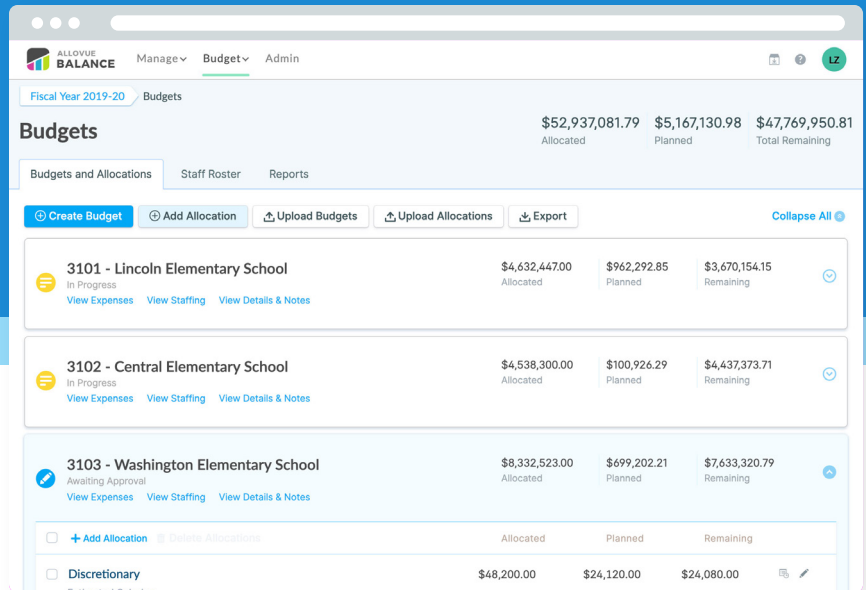 ALLOVUE
BALANCE
Manage
Budget
Admin
?
LZ
Fiscal Year 2019-20
Budgets
Budgets
$52,937,081.79
Allocated
$5,167,130.98
Planned
$47,769,950.81
Total Remaining
Budgets and Allocations
Staff Roster
Reports
Create Budget
Add Allocation
Upload Budgets
Upload Allocations
Export
Collapse All
3101 - Lincoln Elementary School
In Progress
View Expenses View Staffing View Details & Notes
$4,632,447.00
Allocated
$962,292.85
Planned
$3,670,154.15
Remaining
3102 - Central Elementary School
In Progress
View Expenses View Staffing View Details & Notes
$4,538,300.00
Allocated
$100,926.29
Planned
$4,437,373.71
Remaining
3103 - Washington Elementary School
Awaiting Approval
View Expenses View Staffing View Details & Notes
$8,332,523.00
Allocated
$699,202.21
Planned
$7,633,320.79
Remaining
Add Allocation Delete Allocations Allocated Planned Remaining
Discretionary $48,200.00 $24,120.00 $24,080.00